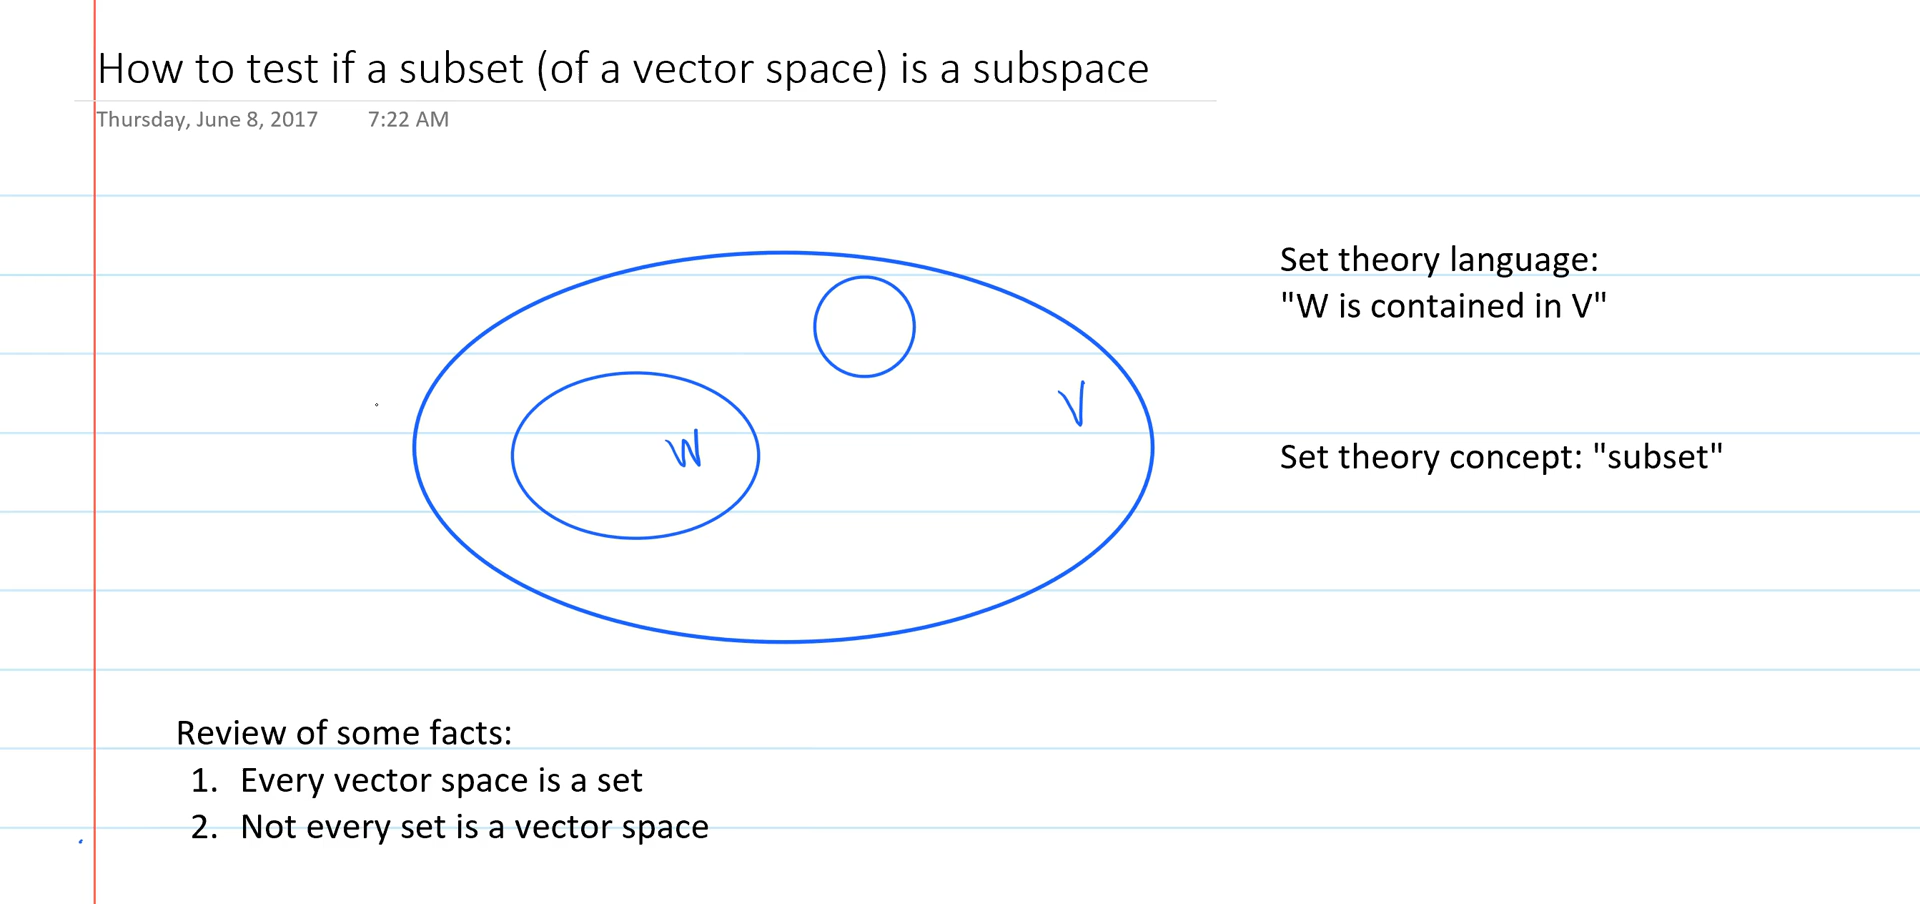 How to test if a subset (of a vector space) is a subspace
Thursday, June 8, 2017 7:22 AM
Set theory language:
"W is contained in V"
V
W
Set theory concept: "subset"
Review of some facts:
1. Every vector space is a set
2. Not every set is a vector space